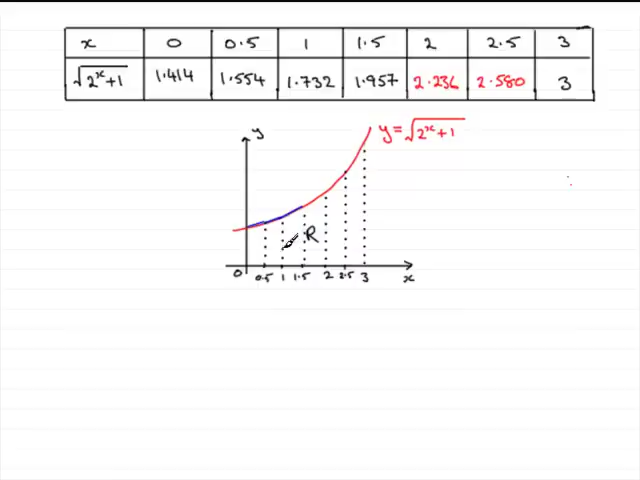 x 0 0.5 1 1.5 2 2.5 3
√(2^x+1) 1.414 1.554 1.732 1.957 2.236 2.580 3
y y=√(2^x+1)
R
0 0.5 1 1.5 2 2.5 3 x